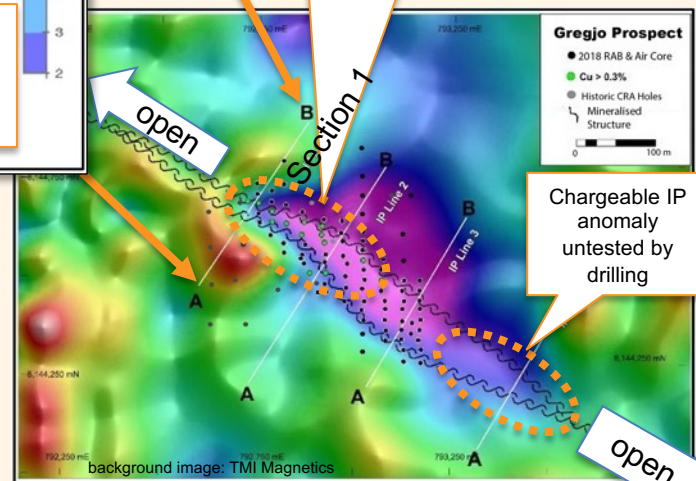 3
2
793,250 mE
Gregjo Prospect
2018 RAB & Air Core
Cu > 0.3%
Historic CRA Holes
Mineralised
Structure
0 100 m
open
Section 1
B
B
B
IP Line 2
IP Line 3
Chargeable IP
anomaly
untested by
drilling
A
A
A
A
8,144,250 mN
792,250 mE
793,250 mE
background image: TMI Magnetics
open